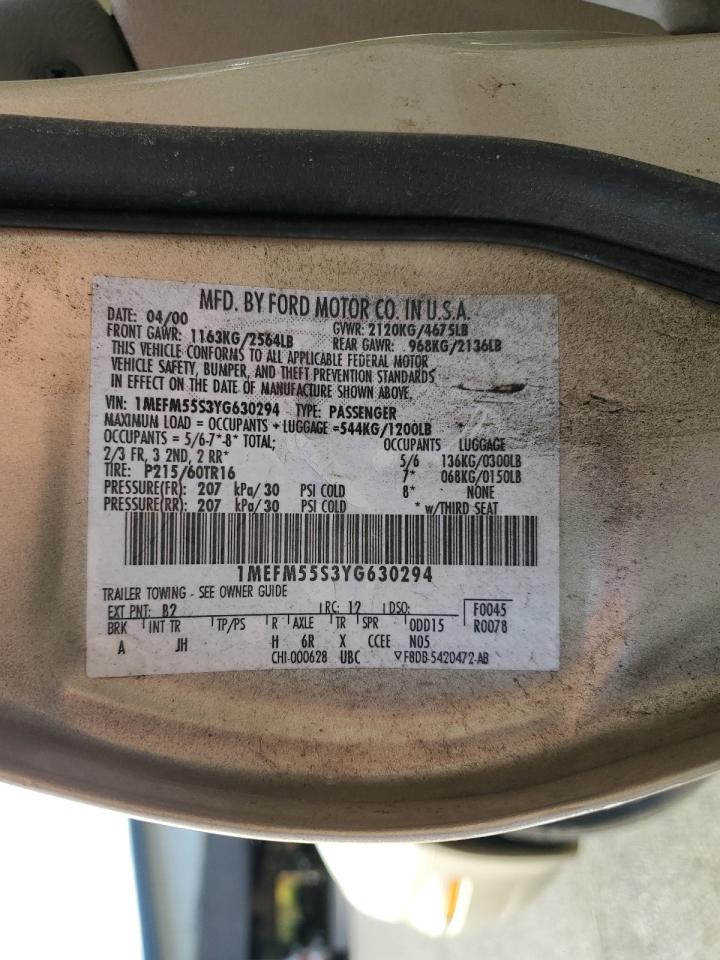 MFD. BY FORD MOTOR CO. IN U.S.A.
DATE: 04/00 GVWR: 2120KG/4675LB
FRONT GAWR: 1163KG/2564LB REAR GAWR: 968KG/2136LB
THIS VEHICLE CONFORMS TO ALL APPLICABLE FEDERAL MOTOR
VEHICLE SAFETY, BUMPER, AND THEFT PREVENTION STANDARDS
IN EFFECT ON THE DATE OF MANUFACTURE SHOWN ABOVE.
VIN: 1MEFM55S3YG630294 TYPE: PASSENGER
MAXIMUM LOAD = OCCUPANTS + LUGGAGE =544KG/1200LB
OCCUPANTS = 5/6-7*-8* TOTAL; OCCUPANTS LUGGAGE
2/3 FR, 3 2ND, 2 RR* 5/6 136KG/0300LB
TIRE: P215/60TR16 7* 068KG/0150LB
PRESSURE(FR): 207 kPa/30 PSI COLD 8* NONE
PRESSURE(RR): 207 kPa/30 PSI COLD * w/THIRD SEAT
1MEFM55S3YG630294
TRAILER TOWING - SEE OWNER GUIDE
EXT PNT: B2 RC: 12 DSO: F0045
BRK INT TR TP/PS R AXLE TR SPR ODD15 R0078
A JH H 6R X CCEE N05
CHI-000628 UBC ▽F8DB-5420472-AB